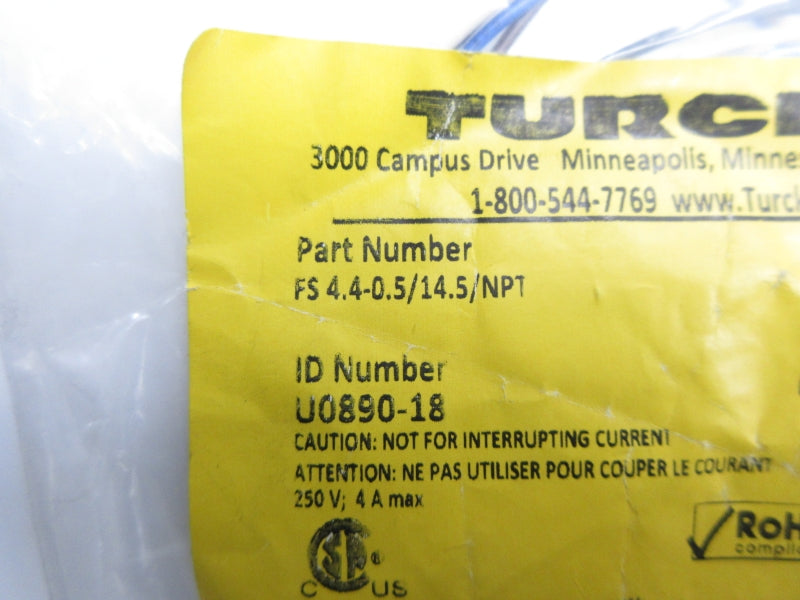 TURC
3000 Campus Drive Minneapolis, Minnes
1-800-544-7769 www.Turck
Part Number
FS 4.4-0.5/14.5/NPT
ID Number
U0890-18
CAUTION: NOT FOR INTERRUPTING CURRENT
ATTENTION: NE PAS UTILISER POUR COUPER LE COURANT
250 V; 4 A max
RoH
complia
SA ®
C US